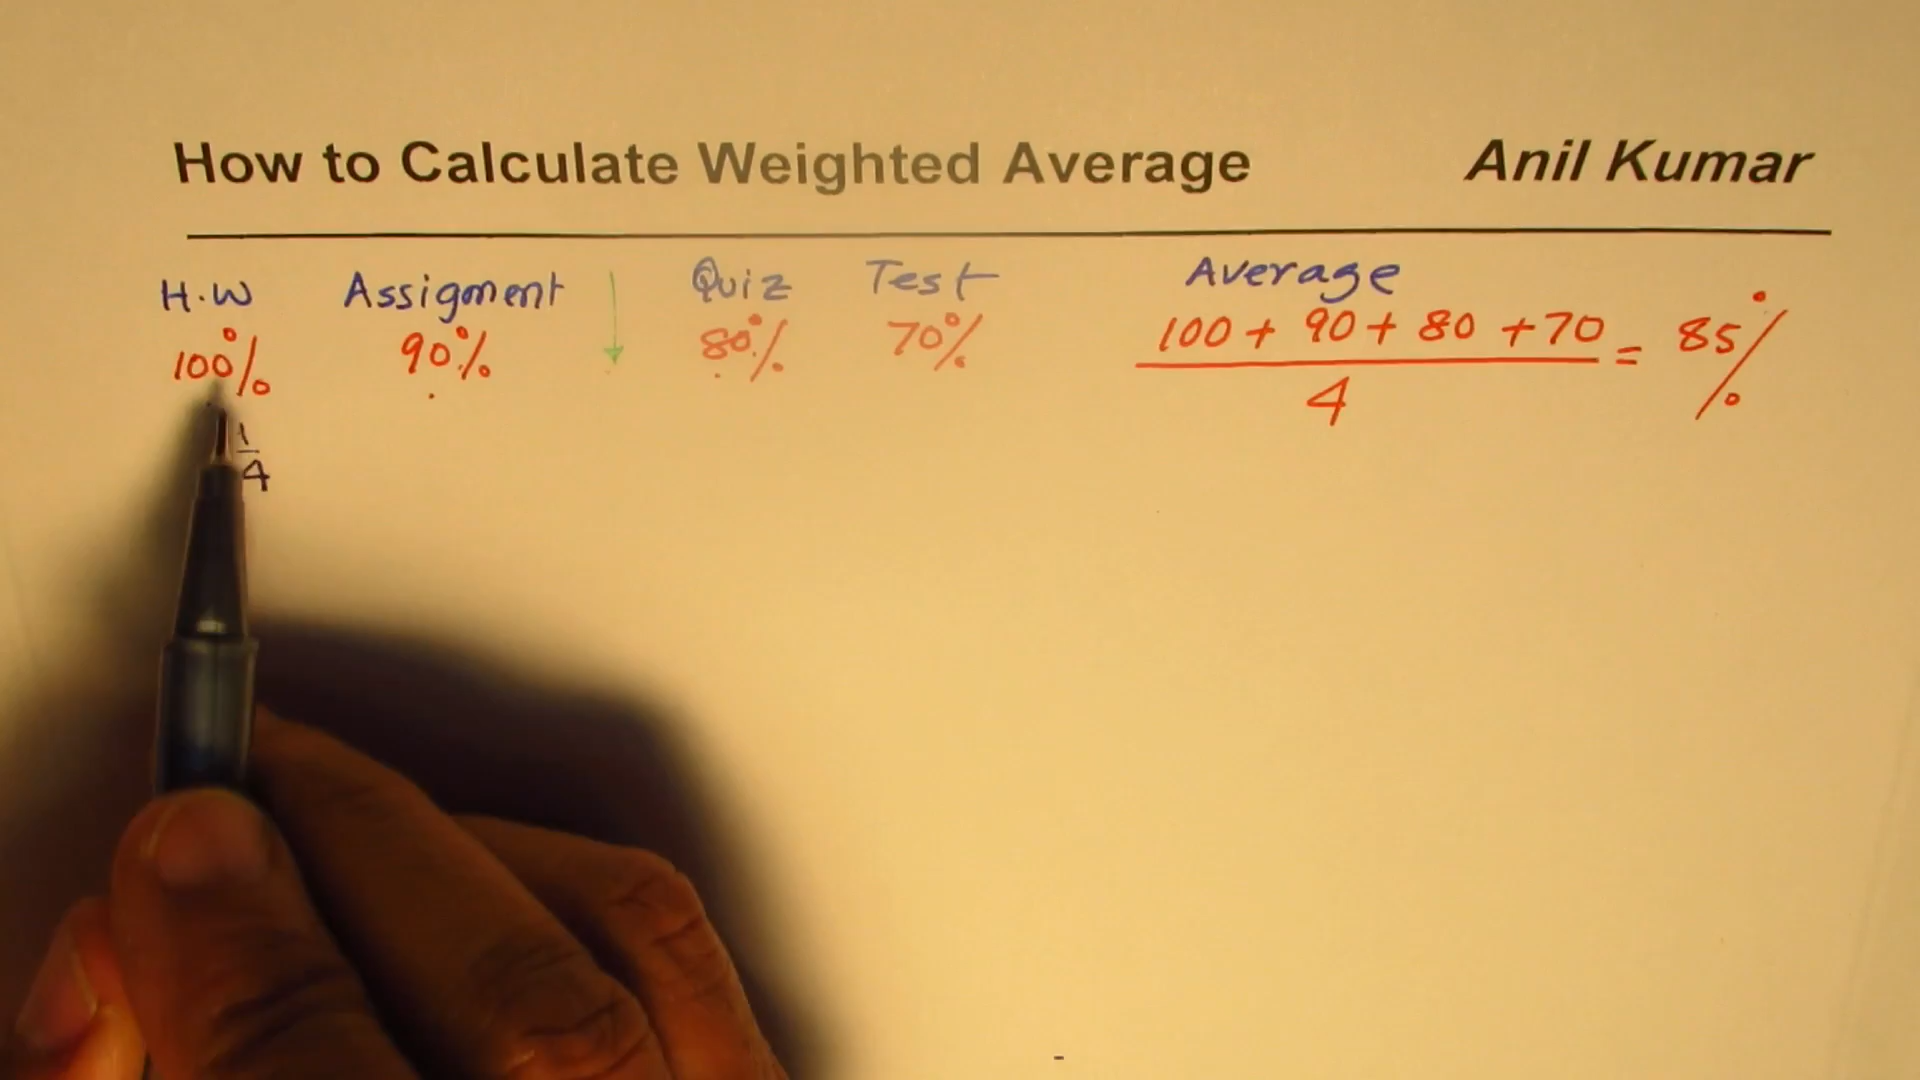 How to Calculate Weighted Average Anil Kumar
H.W Assigment Quiz Test Average
100% 90% 80% 70% 100 + 90 + 80 + 70 = 85%
4
1
4